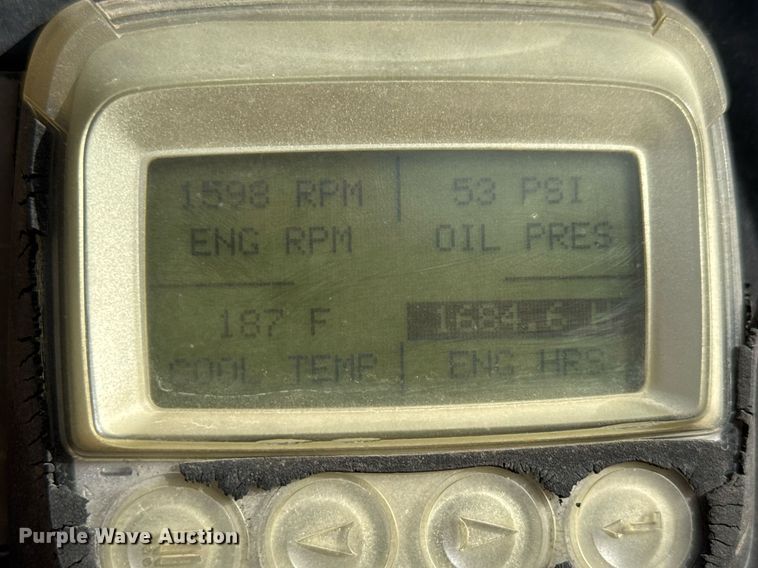 1598 RPM
ENG RPM
53 PSI
OIL PRES
187 F
COOL TEMP
1684.6 H
ENG HRS
Purple Wave Auction